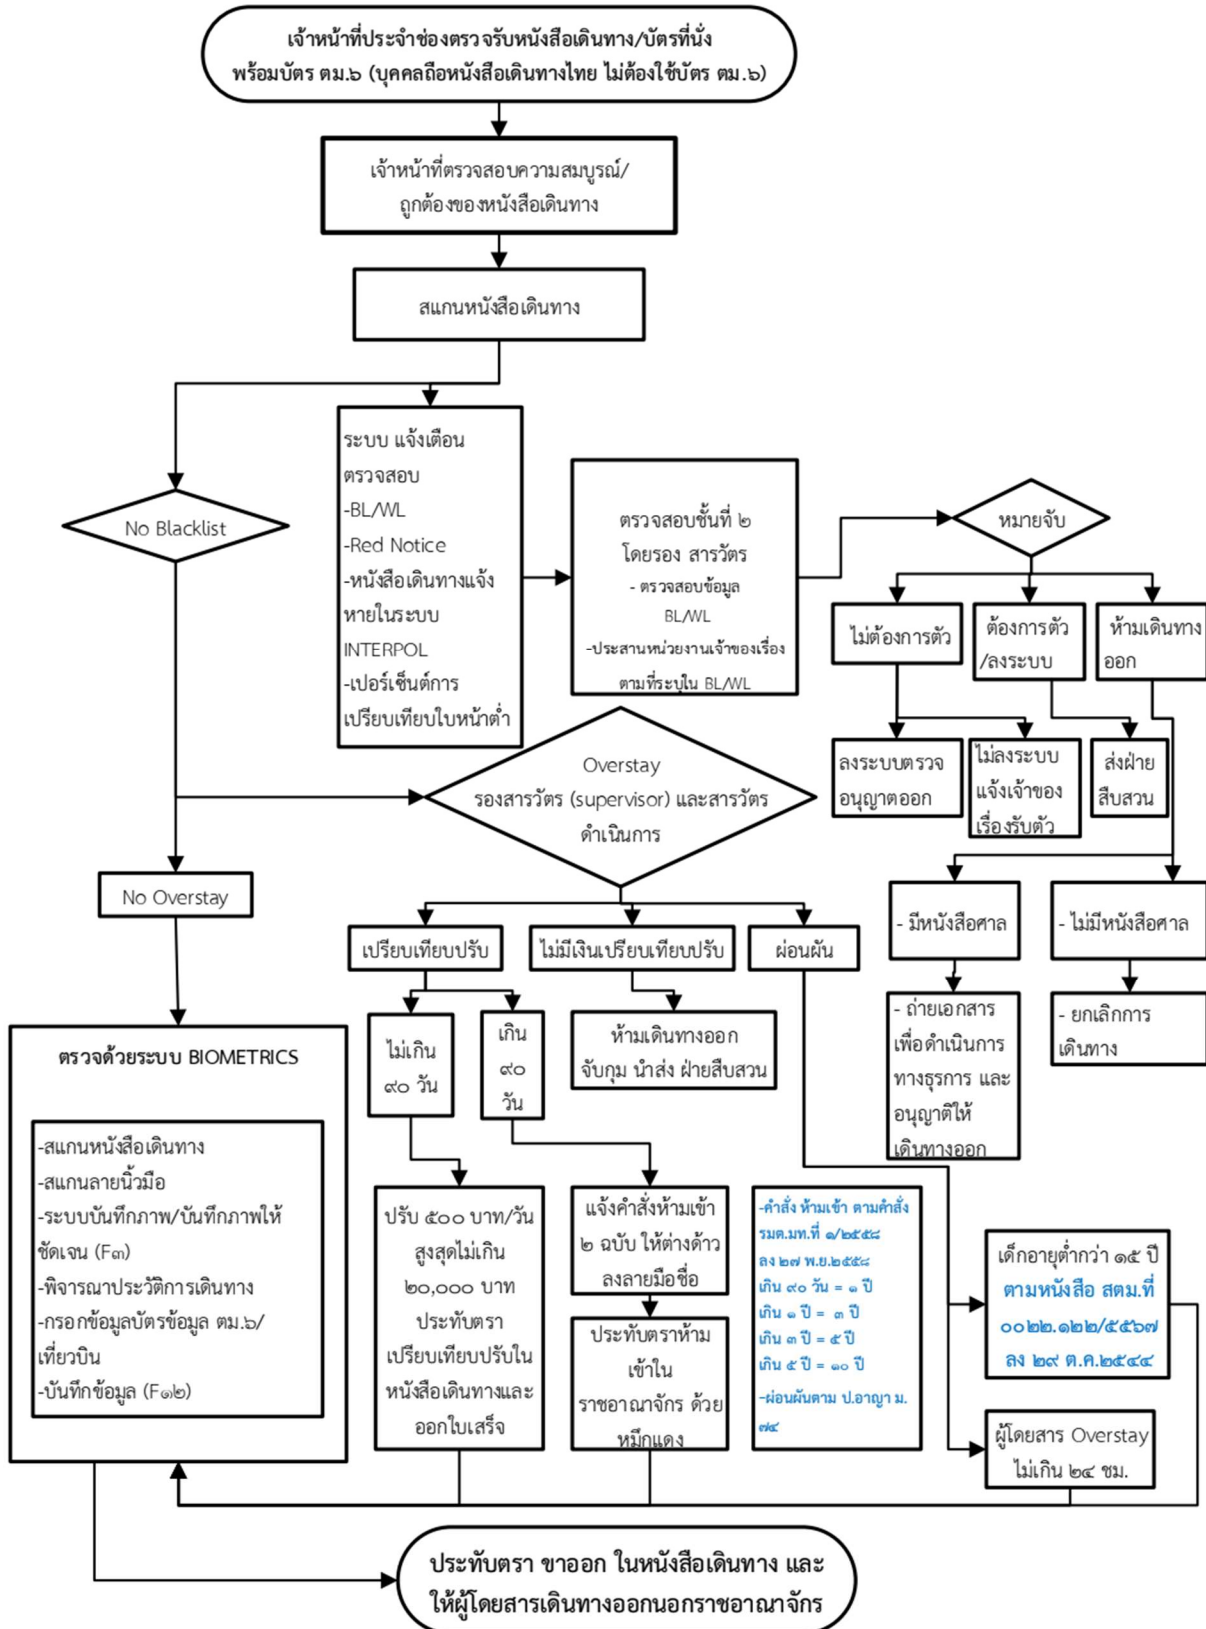 เจ้าหน้าที่ประจำช่องตรวจรับหนังสือเดินทาง/บัตรที่นั่ง
พร้อมบัตร ตม.๖ (บุคคลถือหนังสือเดินทางไทย ไม่ต้องใช้บัตร ตม.๖)
เจ้าหน้าที่ตรวจสอบความสมบูรณ์/
ถูกต้องของหนังสือเดินทาง
สแกนหนังสือเดินทาง
No Blacklist
ระบบ แจ้งเตือน
ตรวจสอบ
-BL/WL
-Red Notice
-หนังสือเดินทางแจ้ง
หายในระบบ
INTERPOL
-เปอร์เซ็นต์การ
เปรียบเทียบใบหน้าต่ำ
ตรวจสอบชั้นที่ ๒
โดยรอง สารวัตร
- ตรวจสอบข้อมูล
BL/WL
-ประสานหน่วยงานเจ้าของเรื่อง
ตามที่ระบุใน BL/WL
หมายจับ
ไม่ต้องการตัว
ต้องการตัว
/ลงระบบ
ห้ามเดินทาง
ออก
ลงระบบตรวจ
อนุญาตออก
ไม่ลงระบบ
แจ้งเจ้าของ
เรื่องรับตัว
ส่งฝ่าย
สืบสวน
Overstay
รองสารวัตร (supervisor) และสารวัตร
ดำเนินการ
No Overstay
- มีหนังสือศาล
- ไม่มีหนังสือศาล
- ถ่ายเอกสาร
เพื่อดำเนินการ
ทางธุรการ และ
อนุญาติให้
เดินทางออก
- ยกเลิกการ
เดินทาง
เปรียบเทียบปรับ
ไม่มีเงินเปรียบเทียบปรับ
ผ่อนผัน
ไม่เกิน
๙๐ วัน
เกิน
๙๐
วัน
ห้ามเดินทางออก
จับกุม นำส่ง ฝ่ายสืบสวน
ตรวจด้วยระบบ BIOMETRICS
-สแกนหนังสือเดินทาง
-สแกนลายนิ้วมือ
-ระบบบันทึกภาพ/บันทึกภาพให้
ชัดเจน (F๓)
-พิจารณาประวัติการเดินทาง
-กรอกข้อมูลบัตรข้อมูล ตม.๖/
เที่ยวบิน
-บันทึกข้อมูล (F๑๒)
ปรับ ๕๐๐ บาท/วัน
สูงสุดไม่เกิน
๒๐,๐๐๐ บาท
ประทับตรา
เปรียบเทียบปรับใน
หนังสือเดินทางและ
ออกใบเสร็จ
แจ้งคำสั่งห้ามเข้า
๒ ฉบับ ให้ต่างด้าว
ลงลายมือชื่อ
ประทับตราห้าม
เข้าใน
ราชอาณาจักร ด้วย
หมึกแดง
-คำสั่ง ห้ามเข้า ตามคำสั่ง
รมต.มท.ที่ ๑/๒๕๕๘
ลง ๒๗ พ.ย.๒๕๕๘
เกิน ๙๐ วัน = ๑ ปี
เกิน ๑ ปี = ๓ ปี
เกิน ๓ ปี = ๕ ปี
เกิน ๕ ปี = ๑๐ ปี
-ผ่อนผันตาม ป.อาญา ม.
๗๔
เด็กอายุต่ำกว่า ๑๕ ปี
ตามหนังสือ สตม.ที่
๐๐๒๒.๑๒๒/๕๕๖๗
ลง ๒๙ ต.ค.๒๕๔๔
ผู้โดยสาร Overstay
ไม่เกิน ๒๔ ชม.
ประทับตรา ขาออก ในหนังสือเดินทาง และ
ให้ผู้โดยสารเดินทางออกนอกราชอาณาจักร